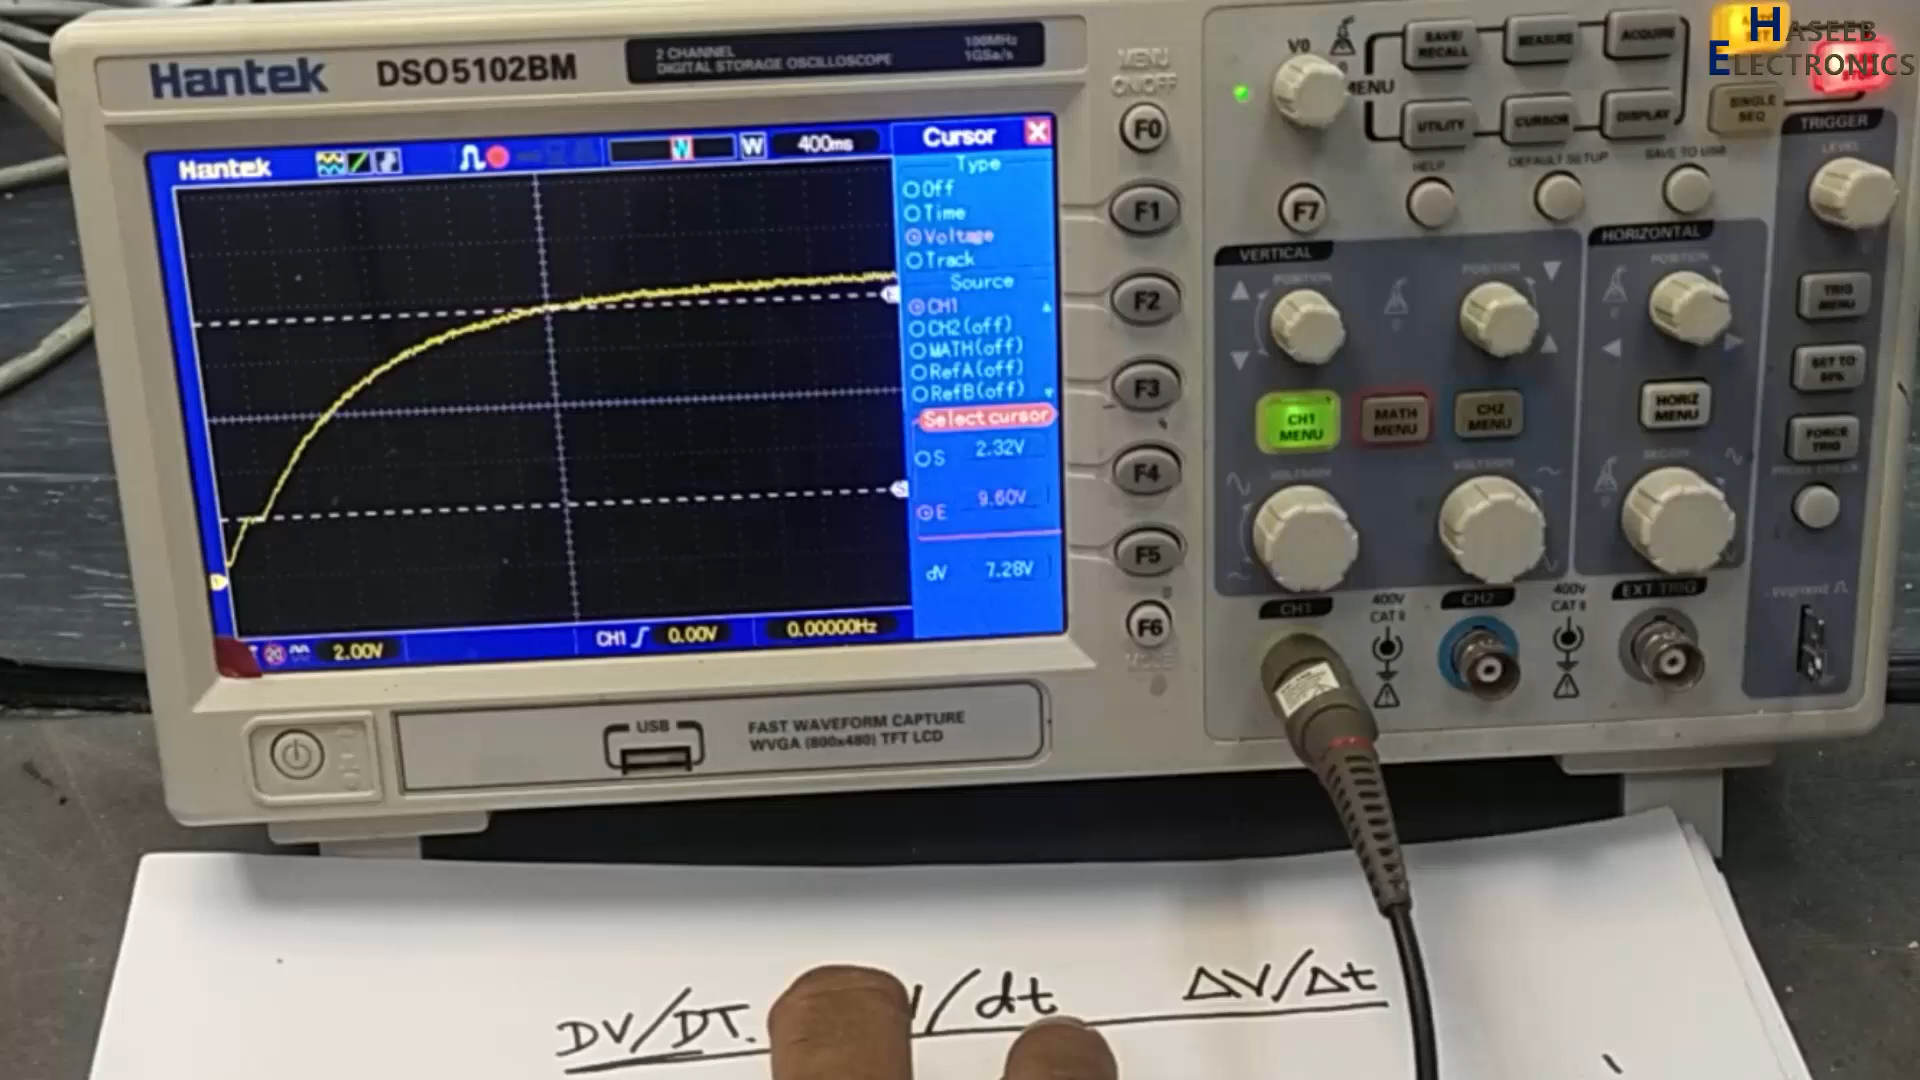 HASEEB
ELECTRONICS
Hantek DSO5102BM
2 CHANNEL
DIGITAL STORAGE OSCILLOSCOPE
100MHz
1GSa/s
MENU
ON/OFF
V0
MENU
SAVE/
RECALL
MEASURE
ACQUIRE
UTILITY
CURSOR
DISPLAY
SINGLE
SEQ
HELP
DEFAULT SETUP
SAVE TO USB
TRIGGER
LEVEL
F0
F1
F2
F3
F4
F5
F6
F7
Hantek
W
400ms
Cursor
Type
Off
Time
Voltage
Track
Source
CH1
CH2(off)
MATH(off)
RefA(off)
RefB(off)
Select cursor
S 2.32V
E 9.60V
dV 7.28V
2.00V
CH1 0.00V
0.00000Hz
VERTICAL
POSITION
POSITION
HORIZONTAL
POSITION
CH1
MENU
MATH
MENU
CH2
MENU
HORIZ
MENU
TRIG
MENU
SET TO
50%
FORCE
TRIG
CH1
400V
CAT II
CH2
400V
CAT II
EXT TRIG
USB
FAST WAVEFORM CAPTURE
WVGA (800x480) TFT LCD
DV/DT. /dt ΔV/Δt